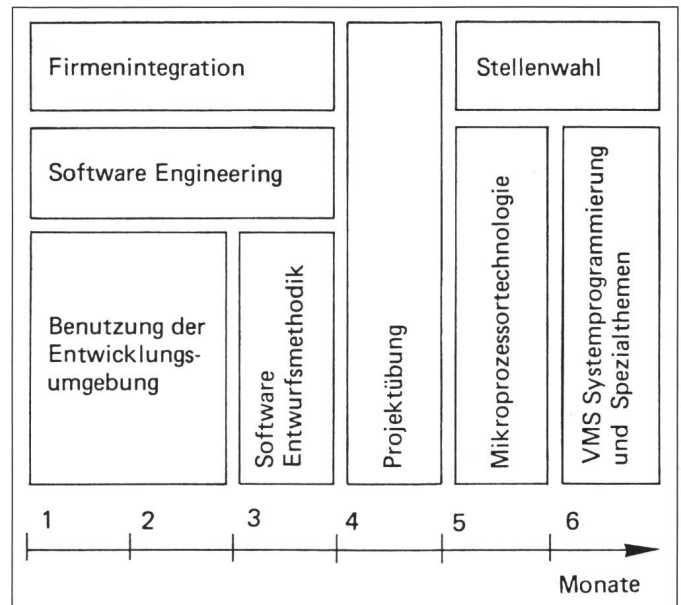 Firmenintegration
Stellenwahl
Software Engineering
Benutzung der
Entwicklungs-
umgebung
Software
Entwurfsmethodik
Projektübung
Mikroprozessortechnologie
VMS Systemprogrammierung
und Spezialthemen
1 2 3 4 5 6
Monate